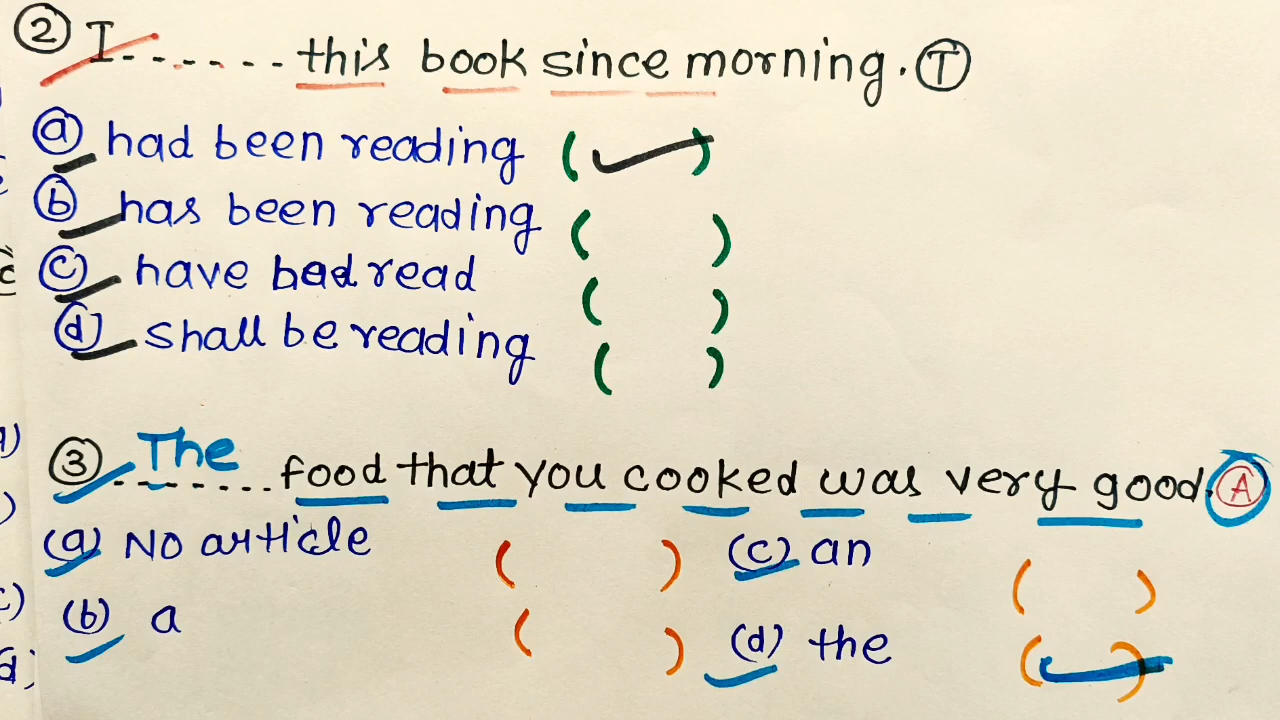 ② I....... this book since morning. Ⓣ
ⓐ had been reading ( ✓ )
ⓑ has been reading ( )
ⓒ have bead read ( )
ⓓ shall be reading ( )
③ The ........ food that you cooked was very good. Ⓐ
(a) No article ( ) (c) an ( )
(b) a ( ) (d) the ( ✓ )